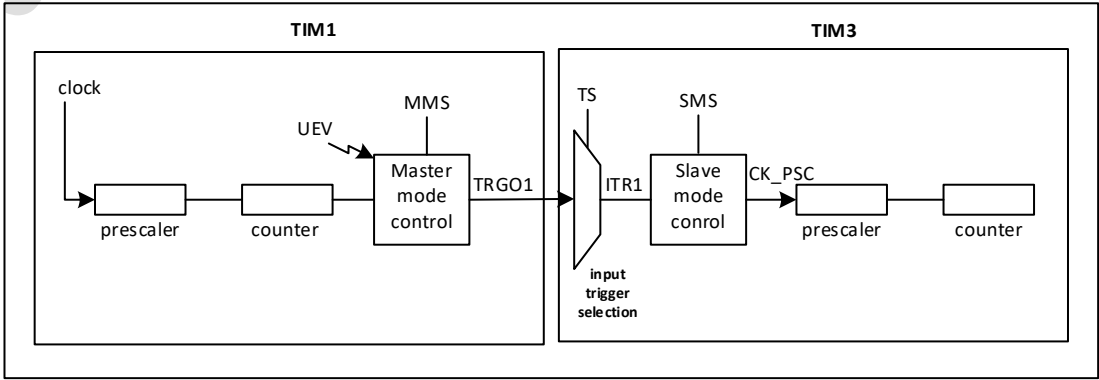 TIM1
TIM3
clock
MMS
UEV
Master
mode
control
TRGO1
prescaler
counter
TS
SMS
ITR1
Slave
mode
conrol
CK_PSC
prescaler
counter
input
trigger
selection